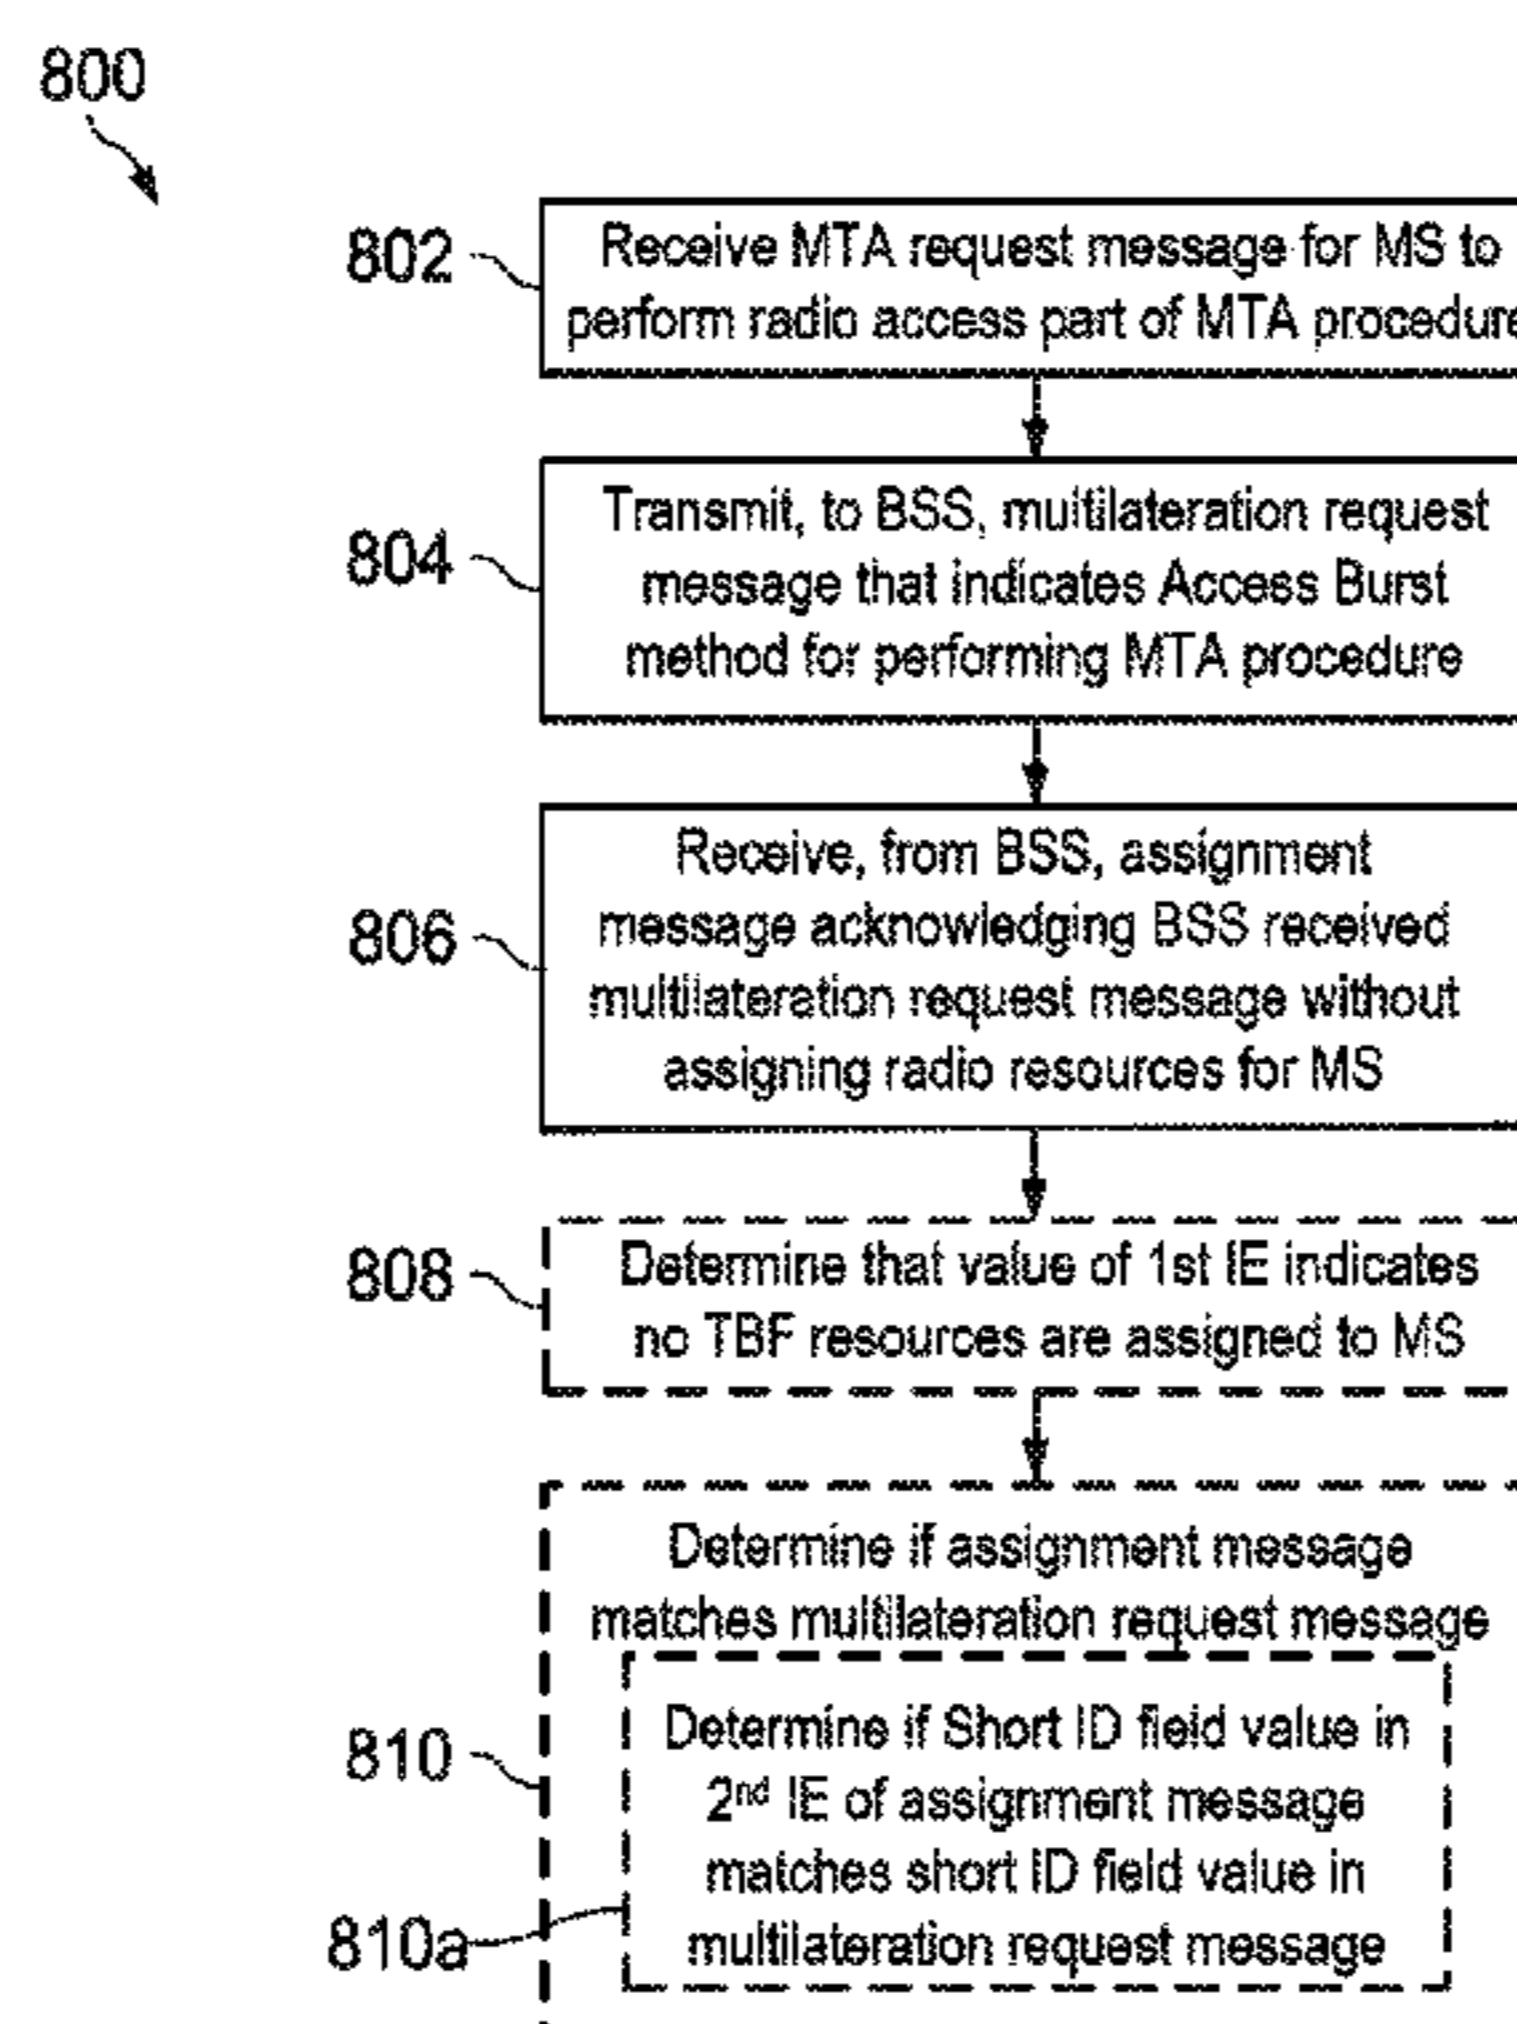 800
802
Receive MTA request message for MS to
perform radio access part of MTA procedure
804
Transmit, to BSS, multilateration request
message that indicates Access Burst
method for performing MTA procedure
806
Receive, from BSS, assignment
message acknowledging BSS received
multilateration request message without
assigning radio resources for MS
808
Determine that value of 1st IE indicates
no TBF resources are assigned to MS
810
Determine if assignment message
matches multilateration request message
810a
Determine if Short ID field value in
2nd IE of assignment message
matches short ID field value in
multilateration request message